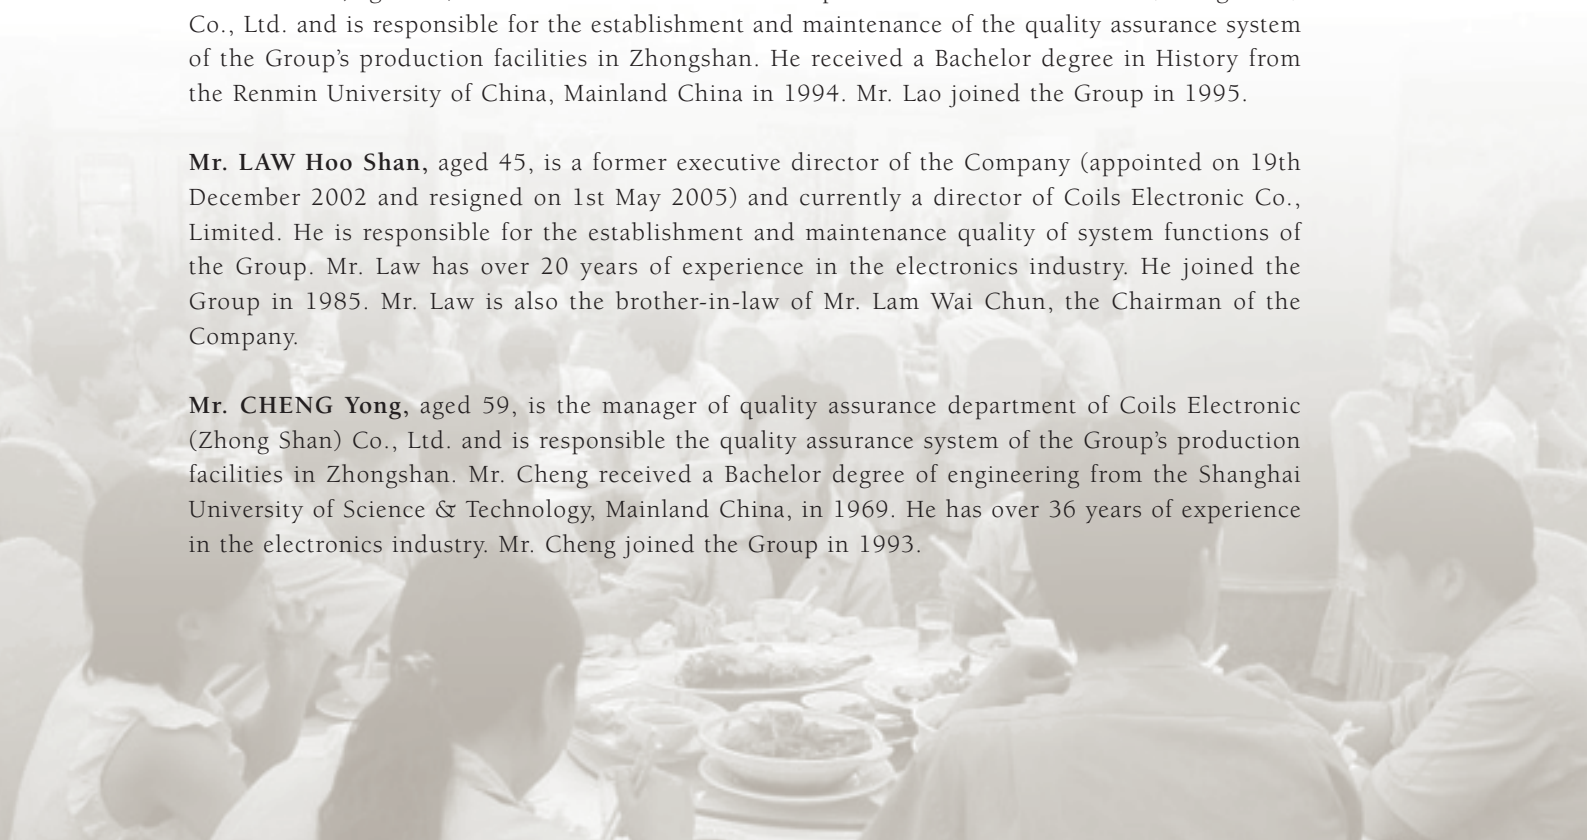 Co., Ltd. and is responsible for the establishment and maintenance of the quality assurance system
of the Group's production facilities in Zhongshan. He received a Bachelor degree in History from
the Renmin University of China, Mainland China in 1994. Mr. Lao joined the Group in 1995.
Mr. LAW Hoo Shan, aged 45, is a former executive director of the Company (appointed on 19th
December 2002 and resigned on 1st May 2005) and currently a director of Coils Electronic Co.,
Limited. He is responsible for the establishment and maintenance quality of system functions of
the Group. Mr. Law has over 20 years of experience in the electronics industry. He joined the
Group in 1985. Mr. Law is also the brother-in-law of Mr. Lam Wai Chun, the Chairman of the
Company.
Mr. CHENG Yong, aged 59, is the manager of quality assurance department of Coils Electronic
(Zhong Shan) Co., Ltd. and is responsible the quality assurance system of the Group's production
facilities in Zhongshan. Mr. Cheng received a Bachelor degree of engineering from the Shanghai
University of Science & Technology, Mainland China, in 1969. He has over 36 years of experience
in the electronics industry. Mr. Cheng joined the Group in 1993.